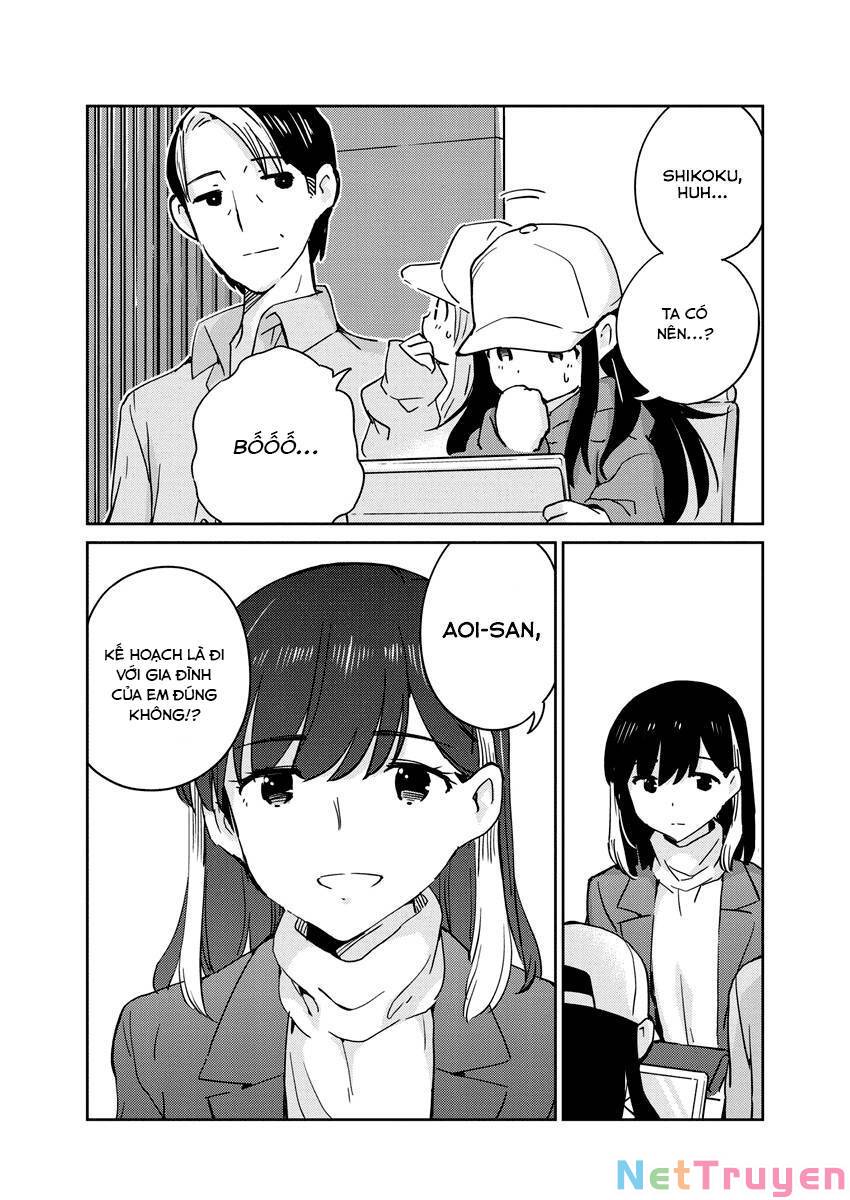 SHIKOKU,
HUH...
TA CÓ
NÊN...?
BỐỐỐ...
AOI-SAN,
KẾ HOẠCH LÀ ĐI
VỚI GIA ĐÌNH
CỦA EM ĐÚNG
KHÔNG!?
NetTruyen